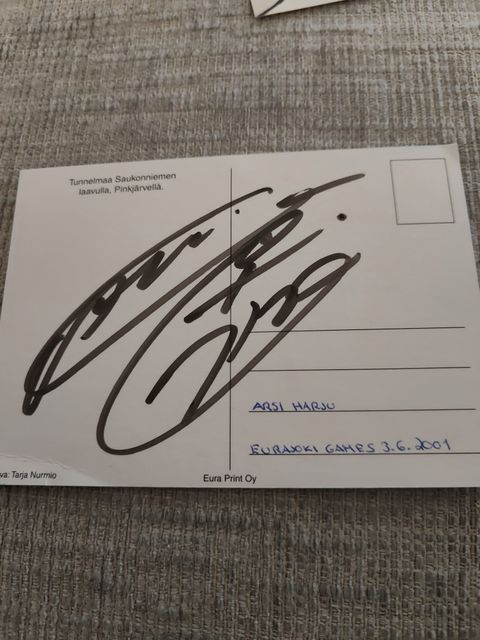 Tunnelmaa Saukonniemen
laavulla, Pinkjärvellä.
ARSI HARJU
EURAJOKI GAMES 3.6.2001
va: Tarja Nurmio
Eura Print Oy